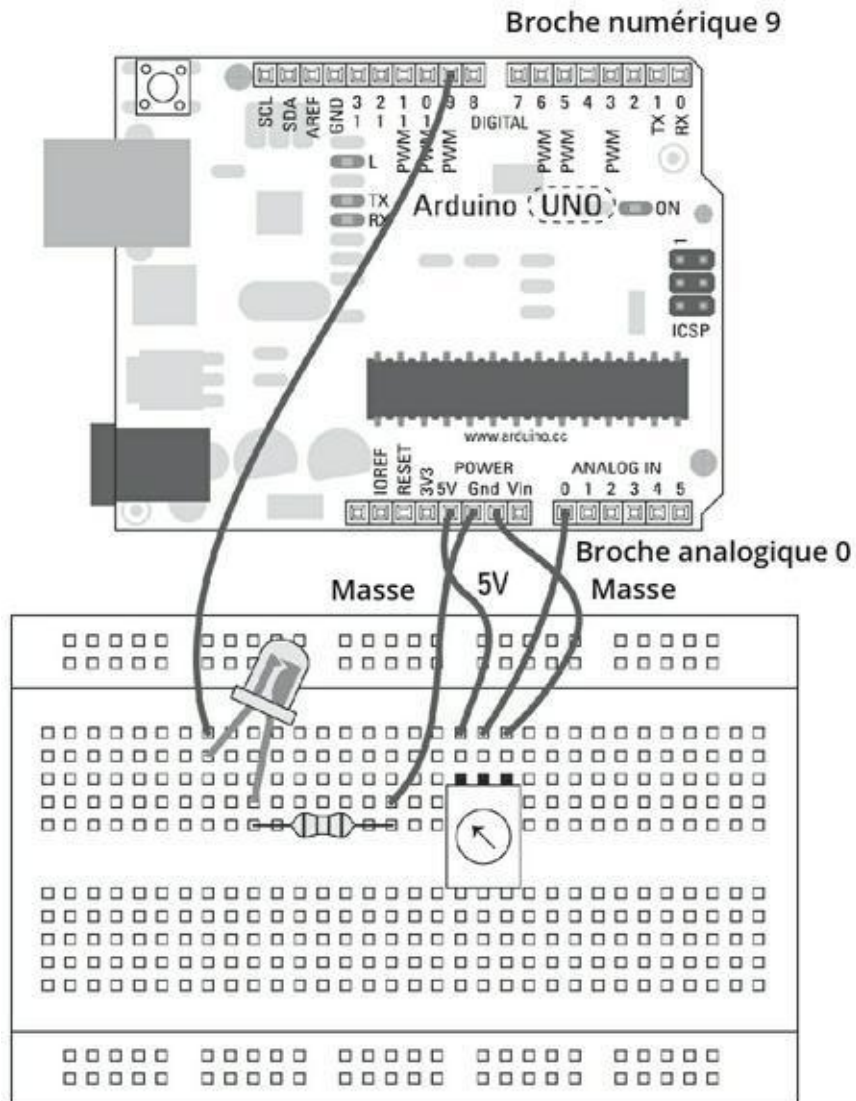 Broche numérique 9
SCL
SDA
AREF
GND
13
12
11
10
9
8
7
6
5
4
3
2
1
0
PWM
PWM
PWM
DIGITAL
PWM
PWM
PWM
TX
RX
L
TX
RX
Arduino UNO
ON
1
ICSP
www.arduino.cc
IOREF
RESET
3V3
POWER
5V Gnd Vin
ANALOG IN
0 1 2 3 4 5
Broche analogique 0
Masse
5V
Masse